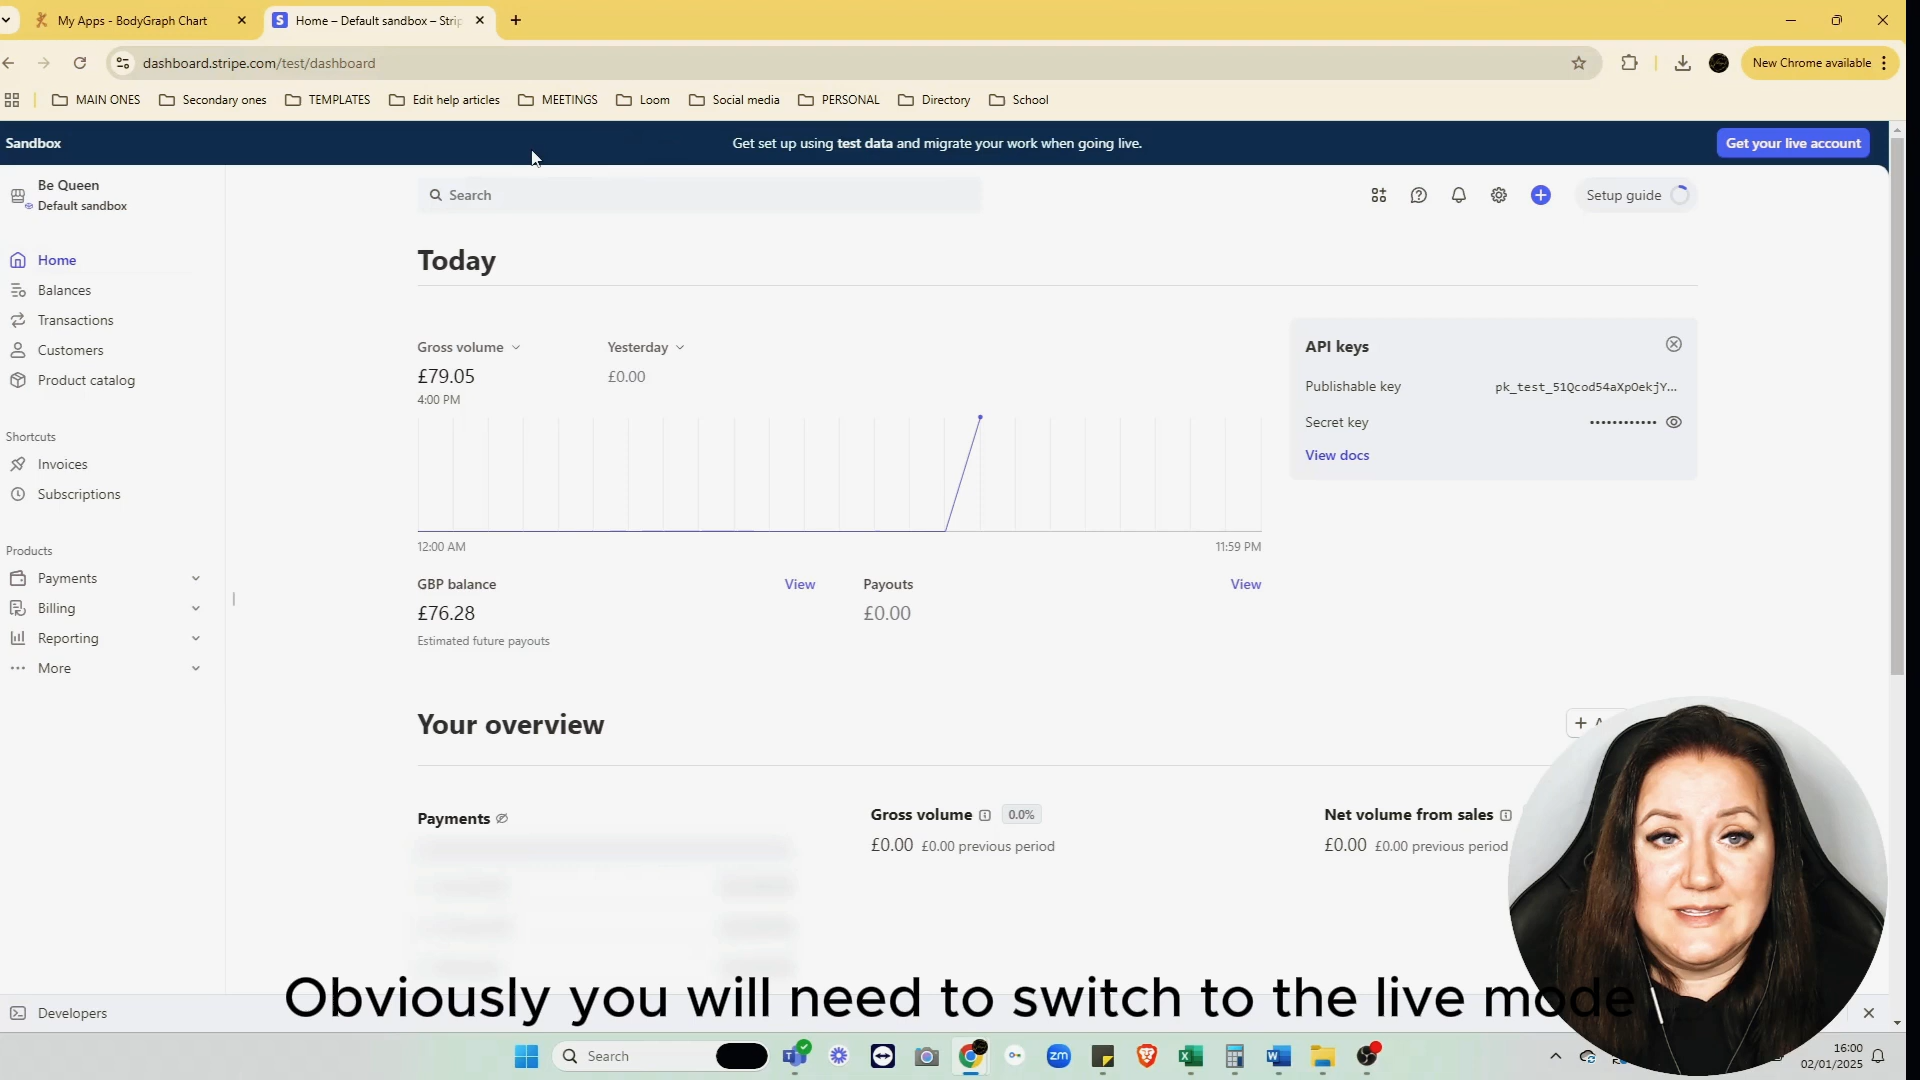 My Apps - BodyGraph Chart
Home – Default sandbox – Strip
dashboard.stripe.com/test/dashboard
New Chrome available
MAIN ONES
Secondary ones
TEMPLATES
Edit help articles
MEETINGS
Loom
Social media
PERSONAL
Directory
School
Sandbox
Get set up using test data and migrate your work when going live.
Get your live account
Be Queen
Default sandbox
Search
Setup guide
Home
Balances
Transactions
Customers
Product catalog
Shortcuts
Invoices
Subscriptions
Products
Payments
Billing
Reporting
More
Developers
Today
Gross volume
£79.05
4:00 PM
Yesterday
£0.00
12:00 AM
11:59 PM
API keys
Publishable key
pk_test_51Qcod54aXpOekjY...
Secret key
View docs
GBP balance
View
£76.28
Estimated future payouts
Payouts
View
£0.00
Your overview
Payments
Gross volume
0.0%
£0.00 £0.00 previous period
Net volume from sales
£0.00 £0.00 previous period
Obviously you will need to switch to the live mode
Search
zm
16:00
02/01/2025